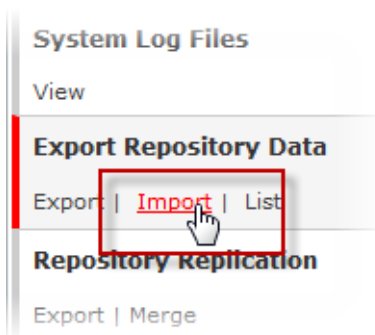 System Log Files
View
Export Repository Data
Export | Import | List
Repository Replication
Export | Merge